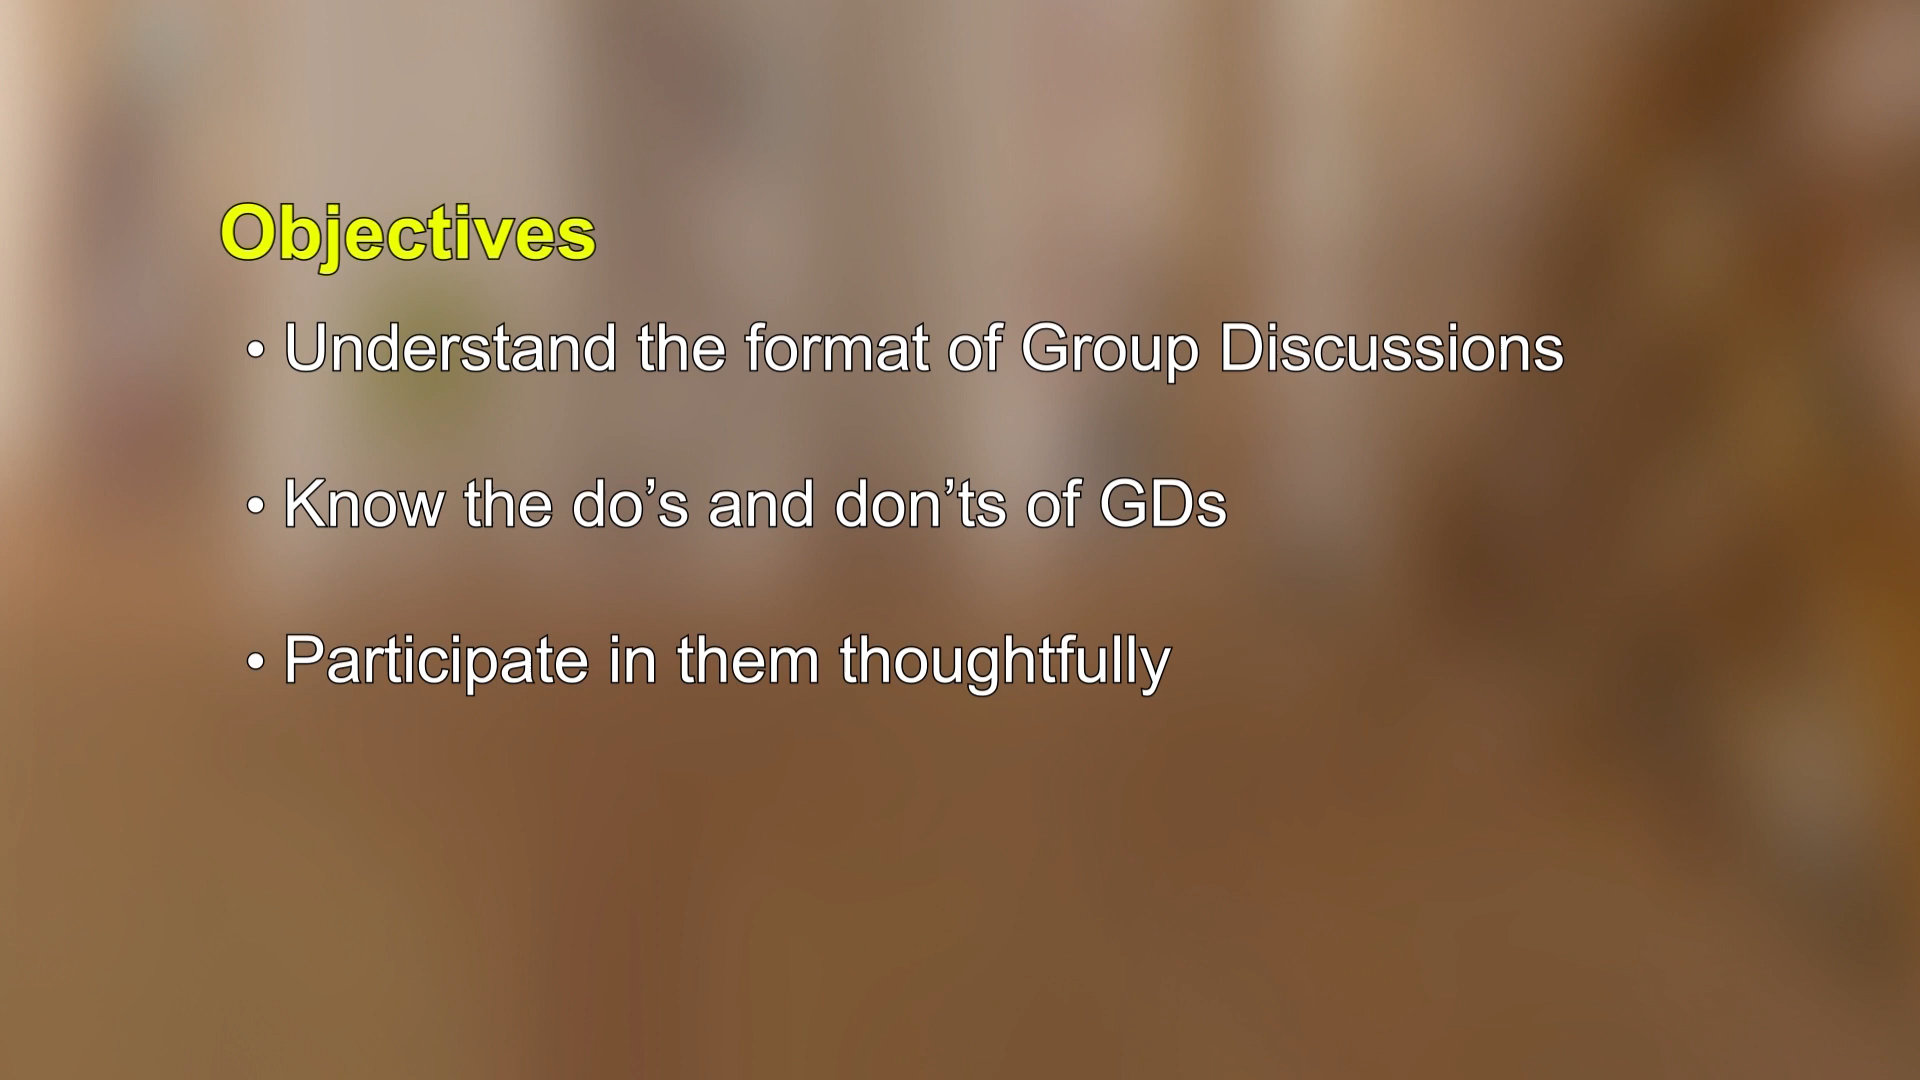 Objectives
• Understand the format of Group Discussions
• Know the do’s and don’ts of GDs
• Participate in them thoughtfully